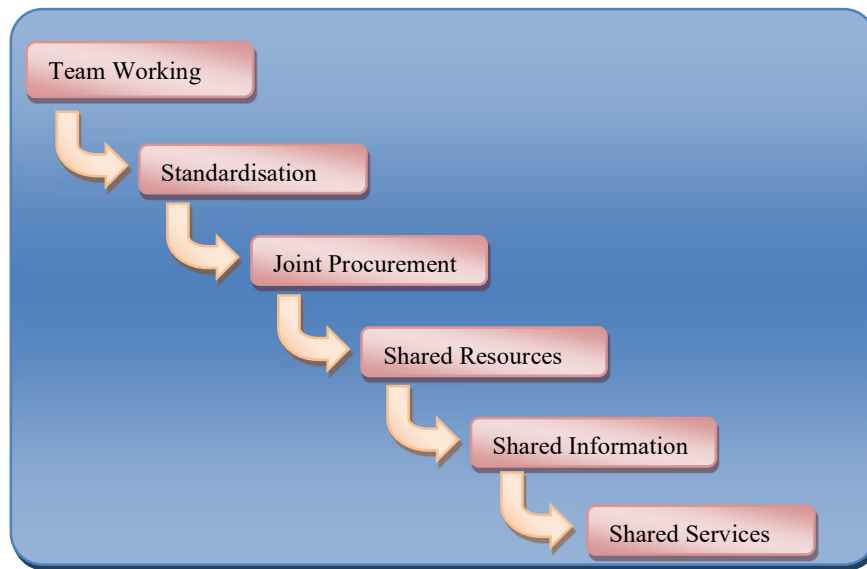 Team Working
Standardisation
Joint Procurement
Shared Resources
Shared Information
Shared Services